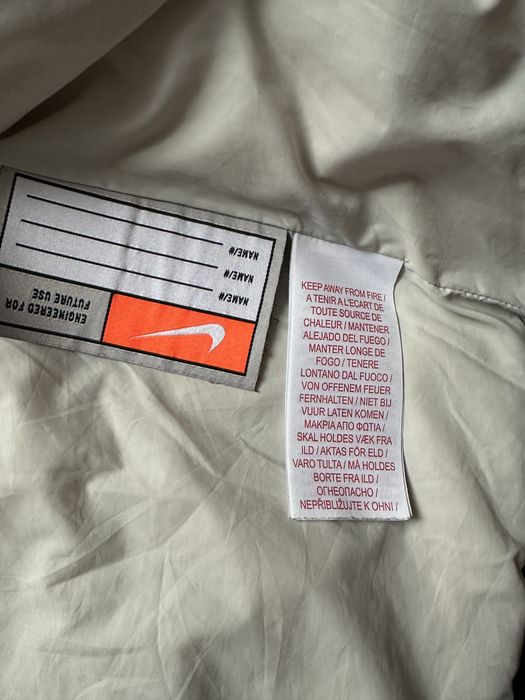 NAME/#
NAME/#
NAME/#
ENGINEERED FOR
FUTURE USE
KEEP AWAY FROM FIRE /
A TENIR A L'ECART DE
TOUTE SOURCE DE
CHALEUR / MANTENER
ALEJADO DEL FUEGO /
MANTER LONGE DE
FOGO / TENERE
LONTANO DAL FUOCO /
VON OFFENEM FEUER
FERNHALTEN / NIET BIJ
VUUR LATEN KOMEN /
ΜΑΚΡΙΑ ΑΠΟ ΦΩΤΙΑ /
SKAL HOLDES VÆK FRA
ILD / AKTAS FÖR ELD /
VARO TULTA / MÅ HOLDES
BORTE FRA ILD /
ОГНЕОПАСНО /
NEPŘIBLIŽUJTE K OHNI /